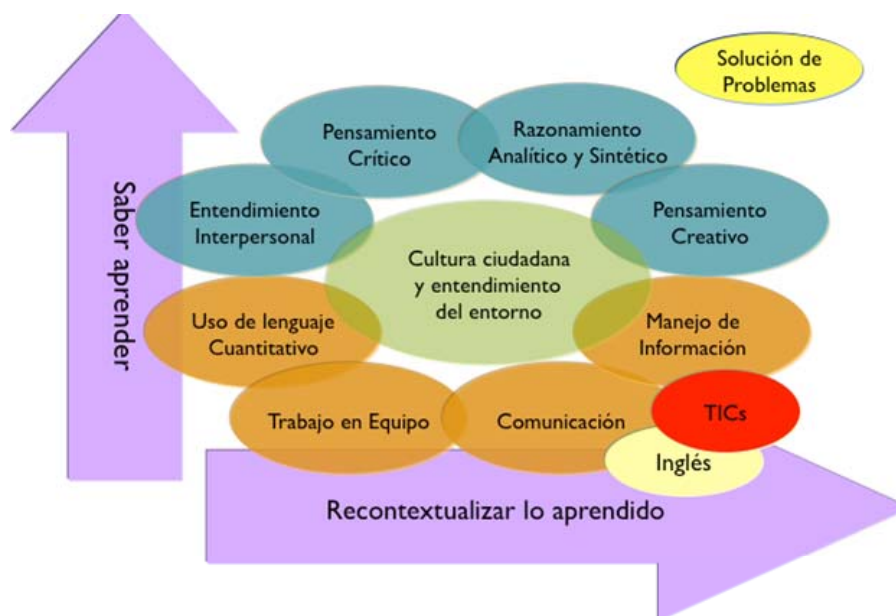 Solución de
Problemas
Pensamiento
Crítico
Razonamiento
Analítico y Sintético
Entendimiento
Interpersonal
Pensamiento
Creativo
Cultura ciudadana
y entendimiento
del entorno
Saber aprender
Uso de lenguaje
Cuantitativo
Manejo de
Información
Trabajo en Equipo
Comunicación
TICs
Inglés
Recontextualizar lo aprendido